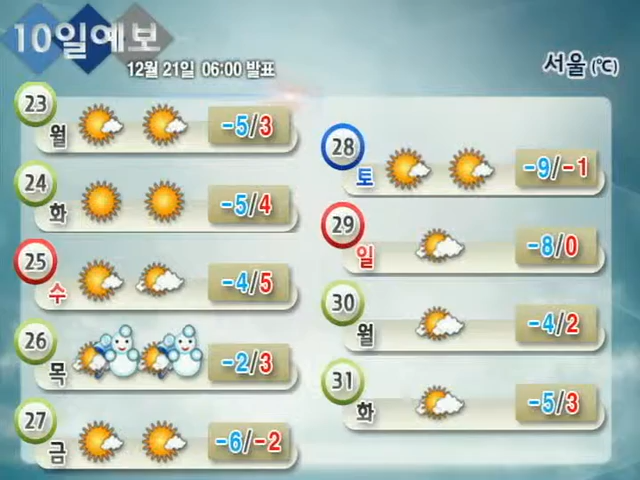 10일예보
12월 21일 06:00 발표
서울 (℃)
23 월 -5/3
24 화 -5/4
25 수 -4/5
26 목 -2/3
27 금 -6/-2
28 토 -9/-1
29 일 -8/0
30 월 -4/2
31 화 -5/3